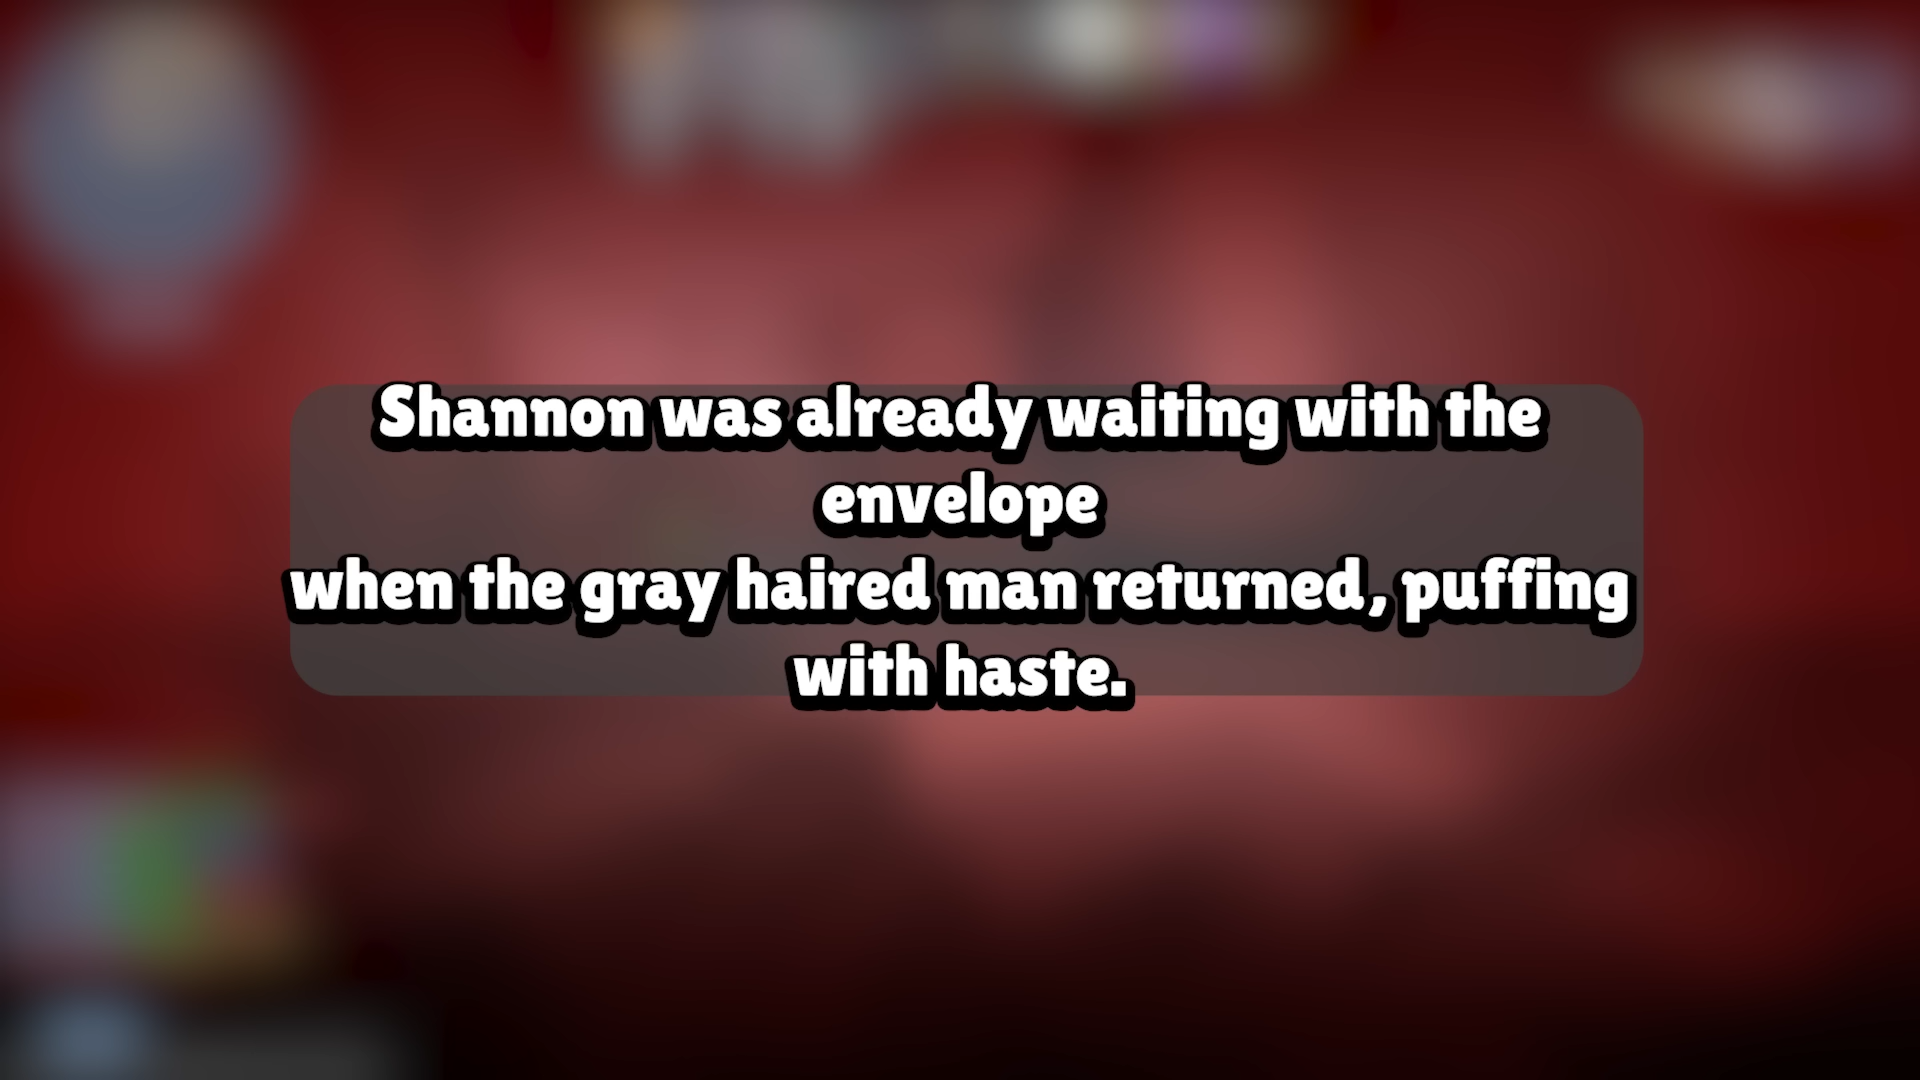 Shannon was already waiting with the
envelope
when the gray haired man returned, puffing
with haste.